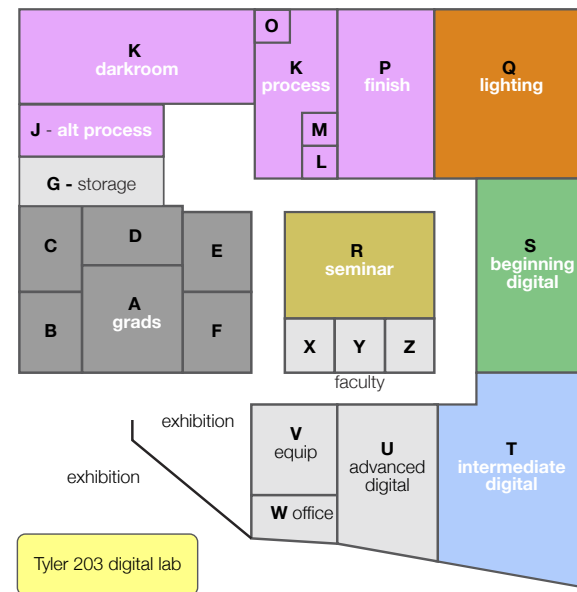 O
K
darkroom
K
process
P
finish
Q
lighting
J - alt process
M
L
G - storage
C
D
E
R
seminar
S
beginning
digital
A
grads
B
F
X
Y
Z
faculty
exhibition
exhibition
V
equip
U
advanced
digital
T
intermediate
digital
W office
Tyler 203 digital lab